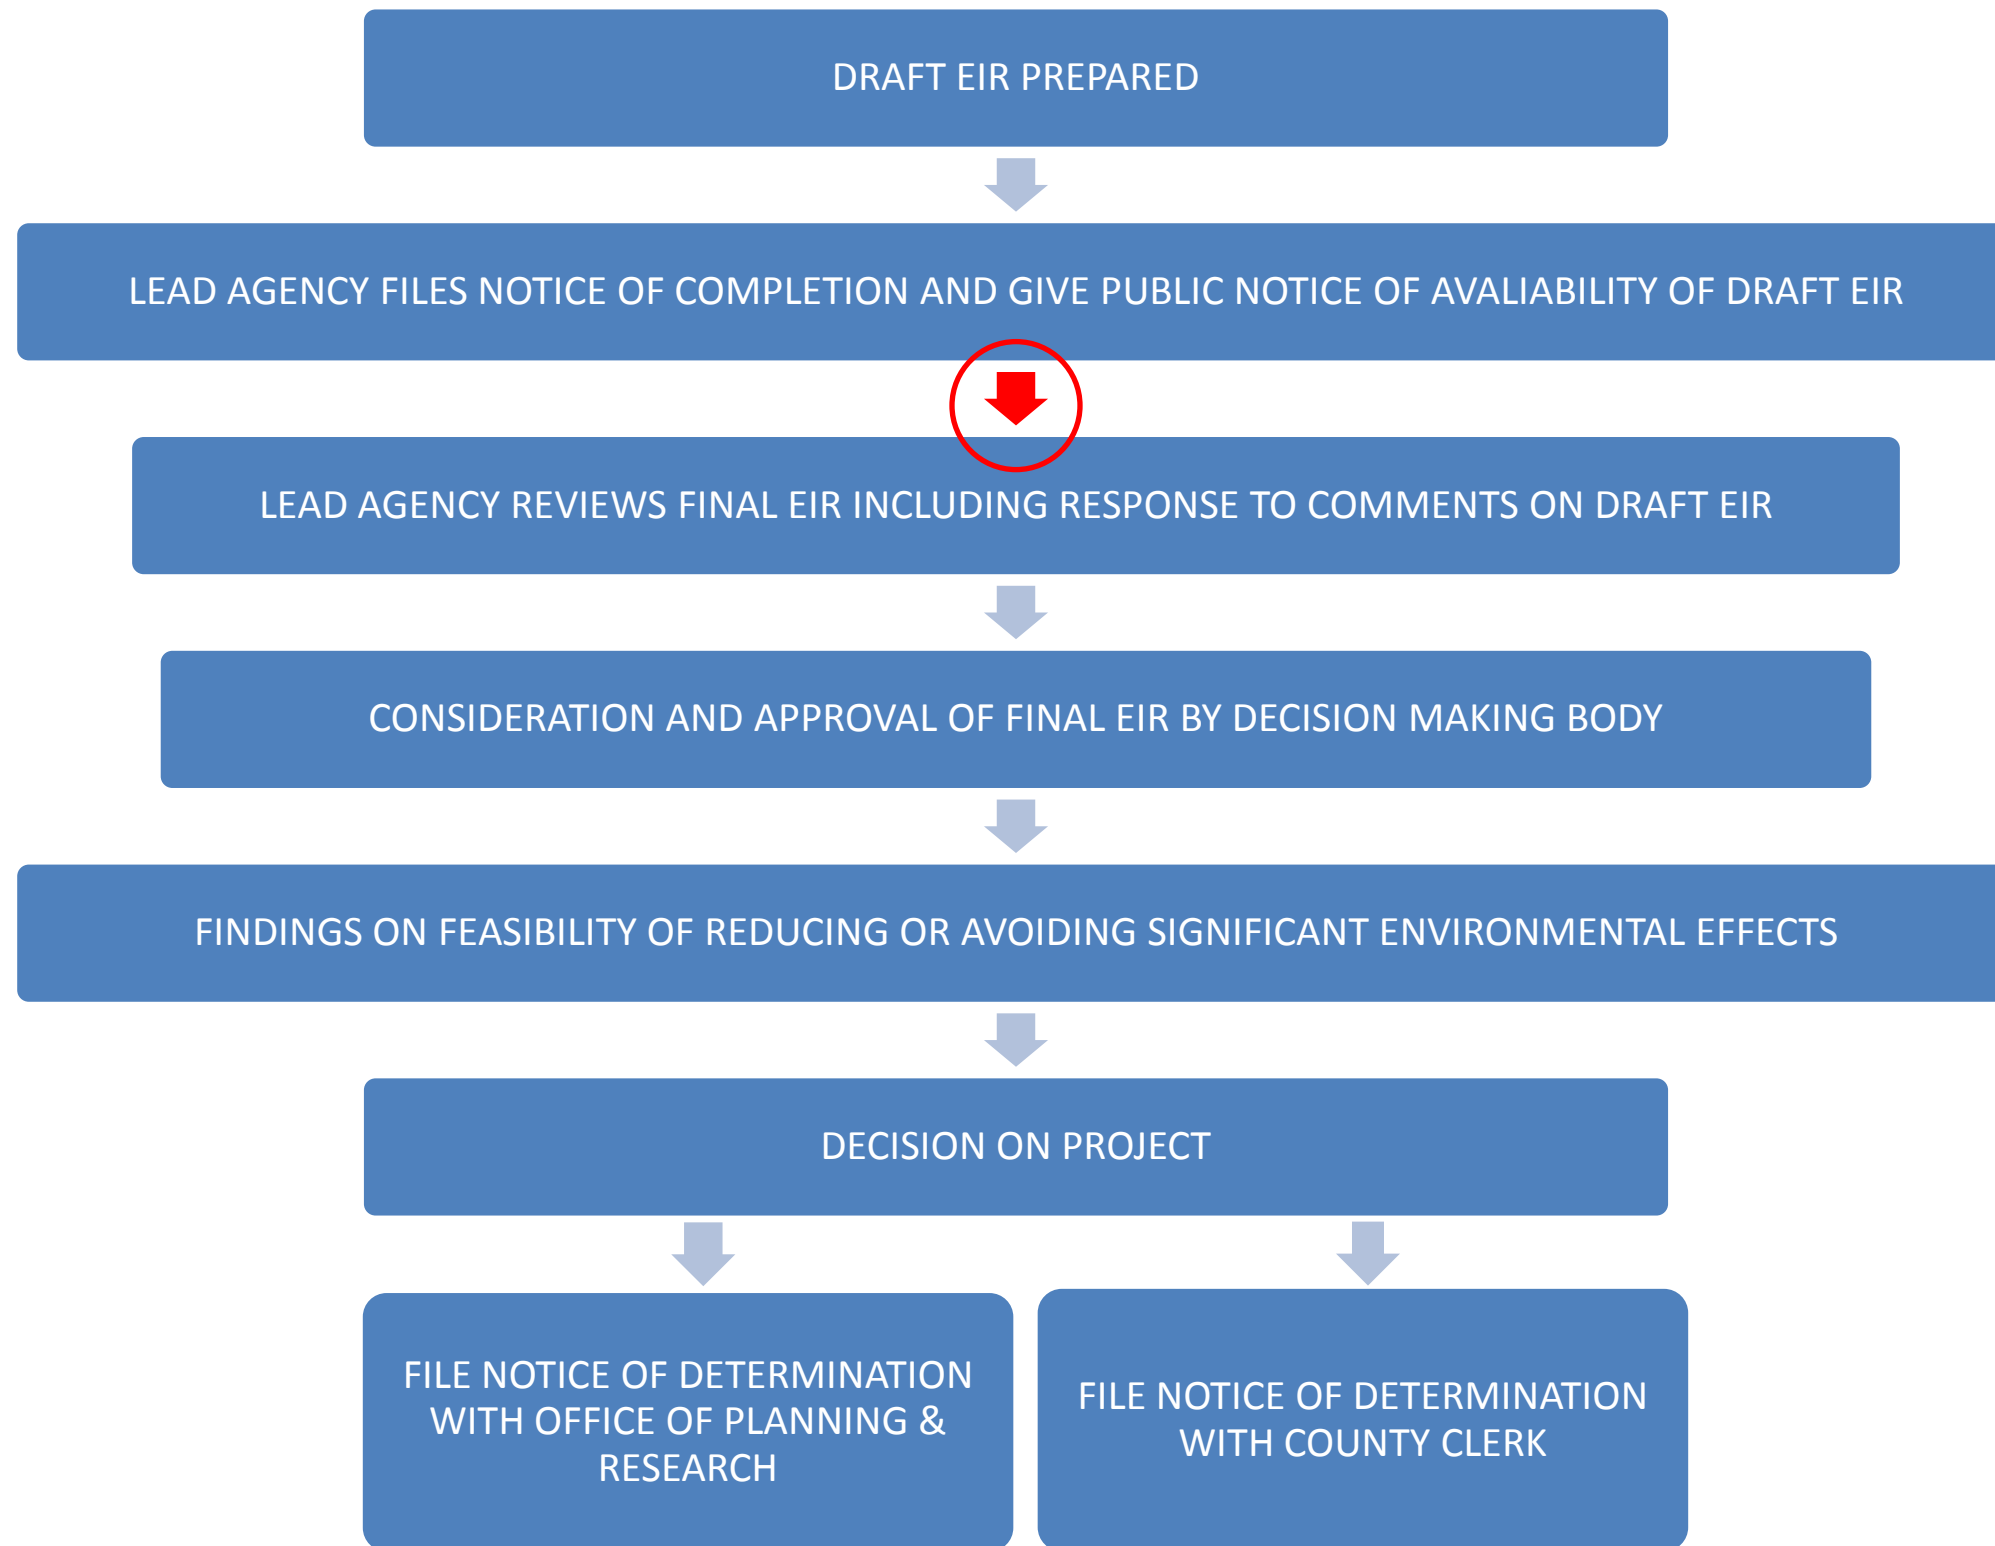 DRAFT EIR PREPARED
LEAD AGENCY FILES NOTICE OF COMPLETION AND GIVE PUBLIC NOTICE OF AVALIABILITY OF DRAFT EIR
LEAD AGENCY REVIEWS FINAL EIR INCLUDING RESPONSE TO COMMENTS ON DRAFT EIR
CONSIDERATION AND APPROVAL OF FINAL EIR BY DECISION MAKING BODY
FINDINGS ON FEASIBILITY OF REDUCING OR AVOIDING SIGNIFICANT ENVIRONMENTAL EFFECTS
DECISION ON PROJECT
FILE NOTICE OF DETERMINATION
WITH OFFICE OF PLANNING &
RESEARCH
FILE NOTICE OF DETERMINATION
WITH COUNTY CLERK